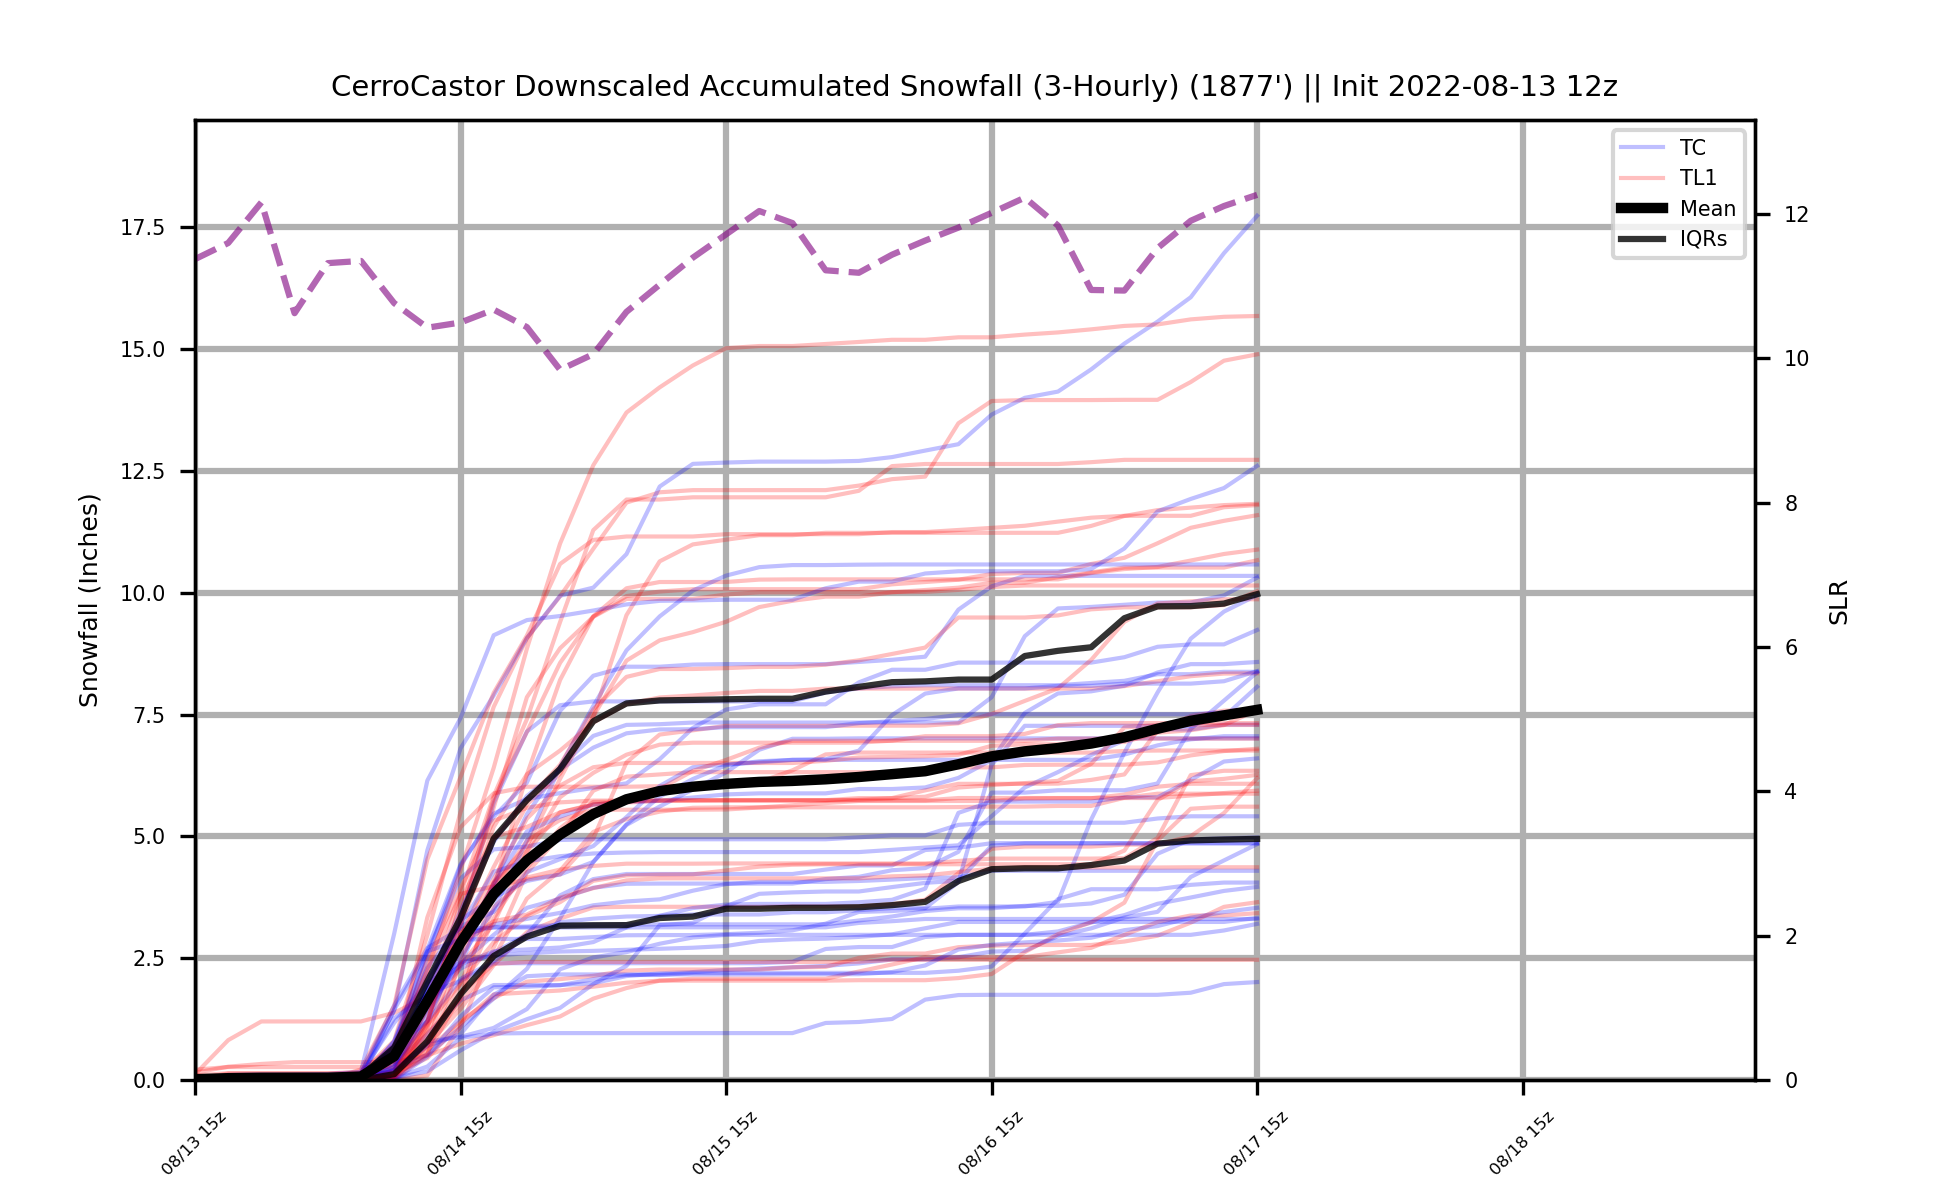 CerroCastor Downscaled Accumulated Snowfall (3-Hourly) (1877') || Init 2022-08-13 12z
TC
TL1
Mean
IQRs
Snowfall (Inches)
17.5
15.0
12.5
10.0
7.5
5.0
2.5
0.0
12
10
8
6
4
2
0
SLR
08/13 15z
08/14 15z
08/15 15z
08/16 15z
08/17 15z
08/18 15z